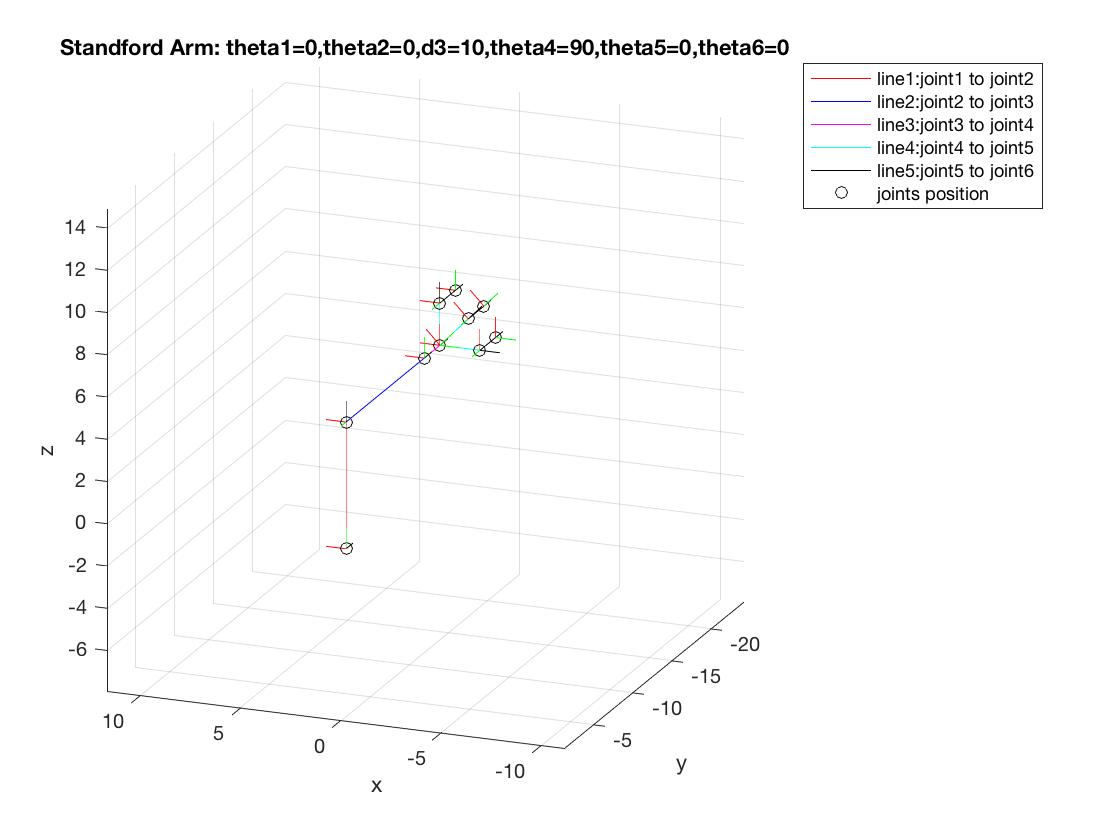 Standford Arm: theta1=0,theta2=0,d3=10,theta4=90,theta5=0,theta6=0
line1:joint1 to joint2
line2:joint2 to joint3
line3:joint3 to joint4
line4:joint4 to joint5
line5:joint5 to joint6
joints position
14
12
10
8
6
4
2
0
-2
-4
-6
z
10
5
0
-5
-10
x
-20
-15
-10
-5
y